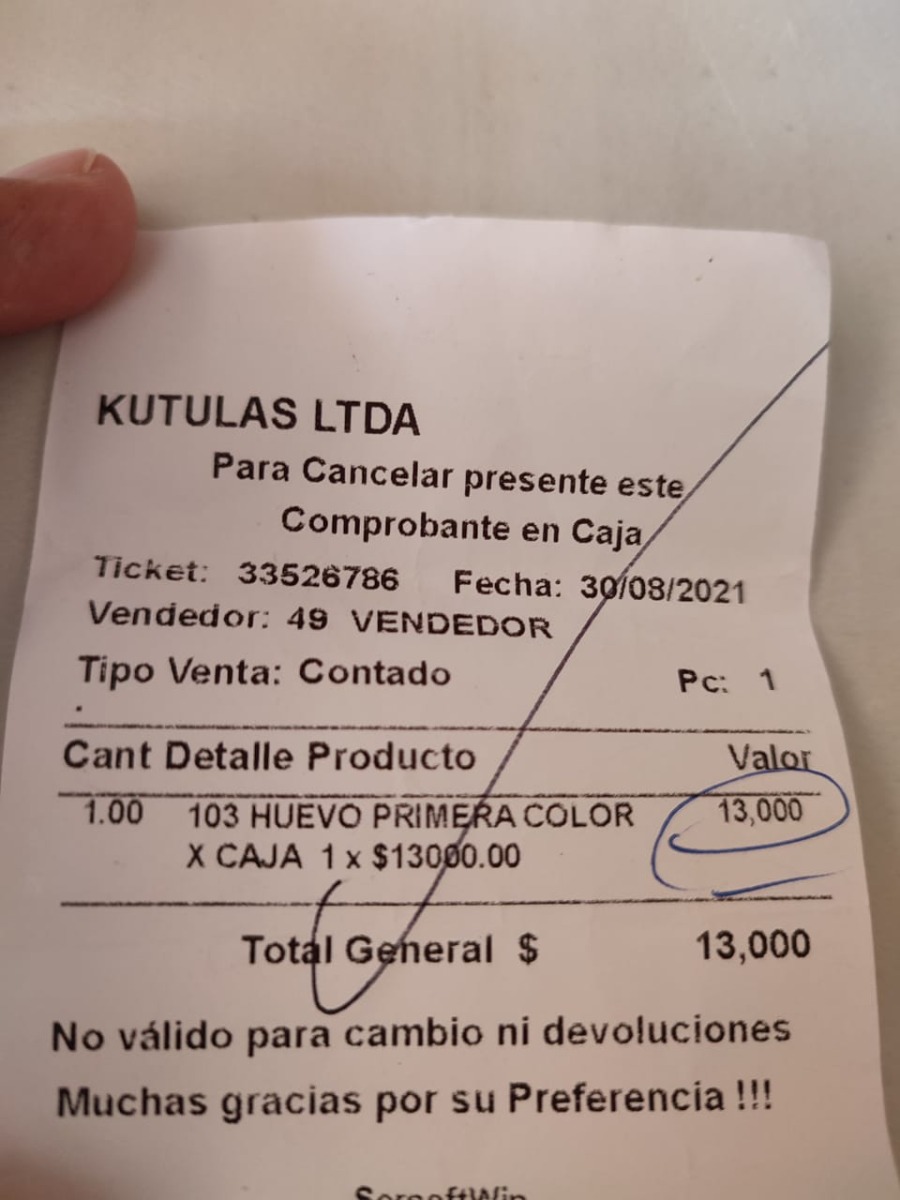 KUTULAS LTDA
Para Cancelar presente este
Comprobante en Caja
Ticket: 33526786 Fecha: 30/08/2021
Vendedor: 49 VENDEDOR
Tipo Venta: Contado Pc: 1
.
Cant Detalle Producto Valor
1.00 103 HUEVO PRIMERA COLOR 13,000
X CAJA 1 x $13000.00
Total General $ 13,000
No válido para cambio ni devoluciones
Muchas gracias por su Preferencia !!!